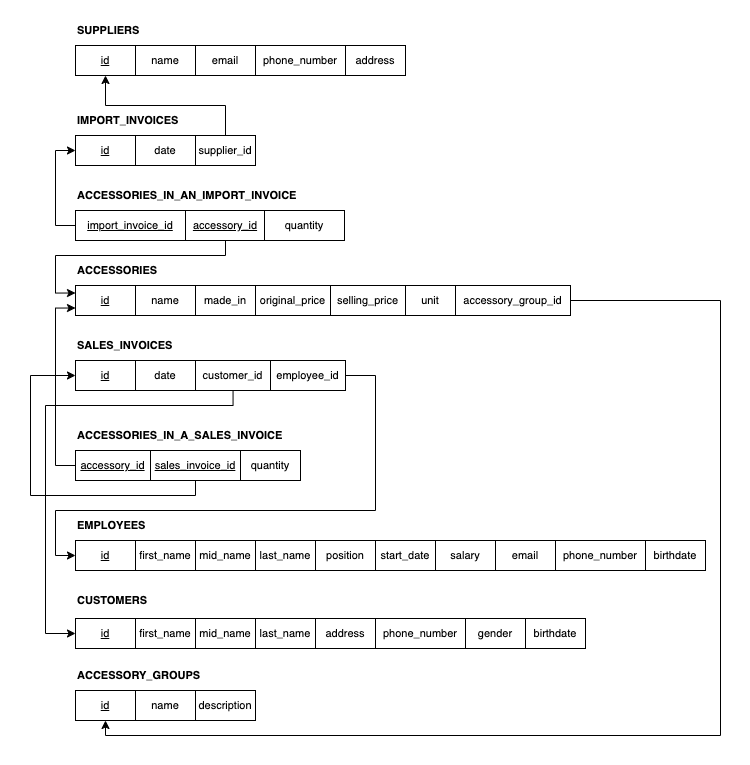 SUPPLIERS
id name email phone_number address
IMPORT_INVOICES
id date supplier_id
ACCESSORIES_IN_AN_IMPORT_INVOICE
import_invoice_id accessory_id quantity
ACCESSORIES
id name made_in original_price selling_price unit accessory_group_id
SALES_INVOICES
id date customer_id employee_id
ACCESSORIES_IN_A_SALES_INVOICE
accessory_id sales_invoice_id quantity
EMPLOYEES
id first_name mid_name last_name position start_date salary email phone_number birthdate
CUSTOMERS
id first_name mid_name last_name address phone_number gender birthdate
ACCESSORY_GROUPS
id name description